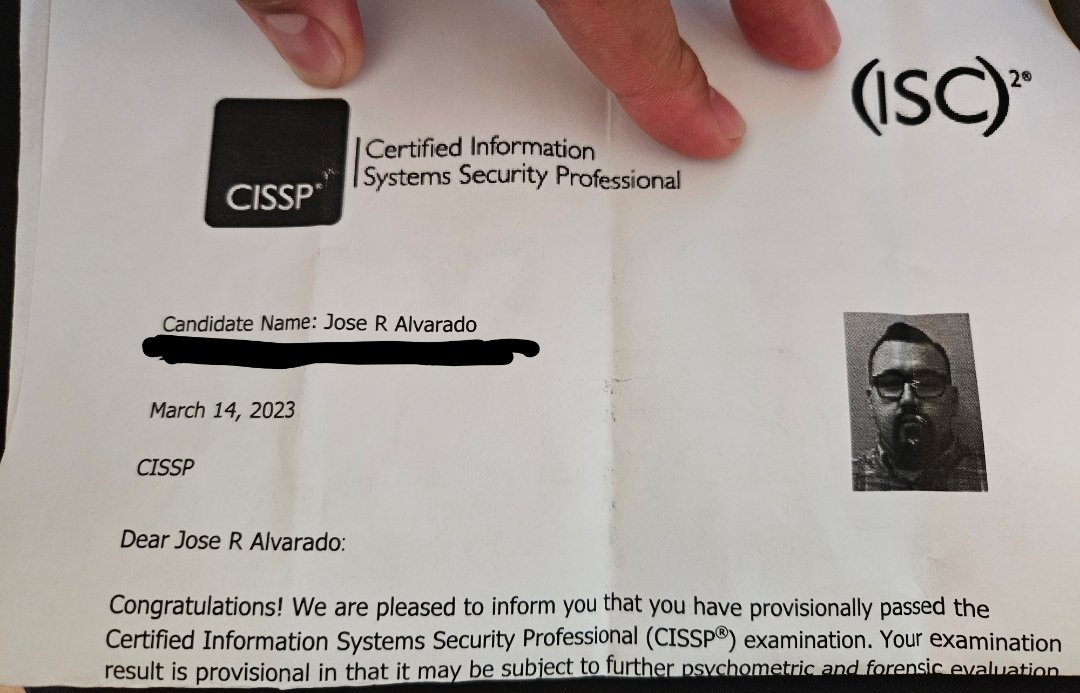 CISSP®
Certified Information
Systems Security Professional
(ISC)²®
Candidate Name: Jose R Alvarado
March 14, 2023
CISSP
Dear Jose R Alvarado:
Congratulations! We are pleased to inform you that you have provisionally passed the
Certified Information Systems Security Professional (CISSP®) examination. Your examination
result is provisional in that it may be subject to further psychometric and forensic evaluation